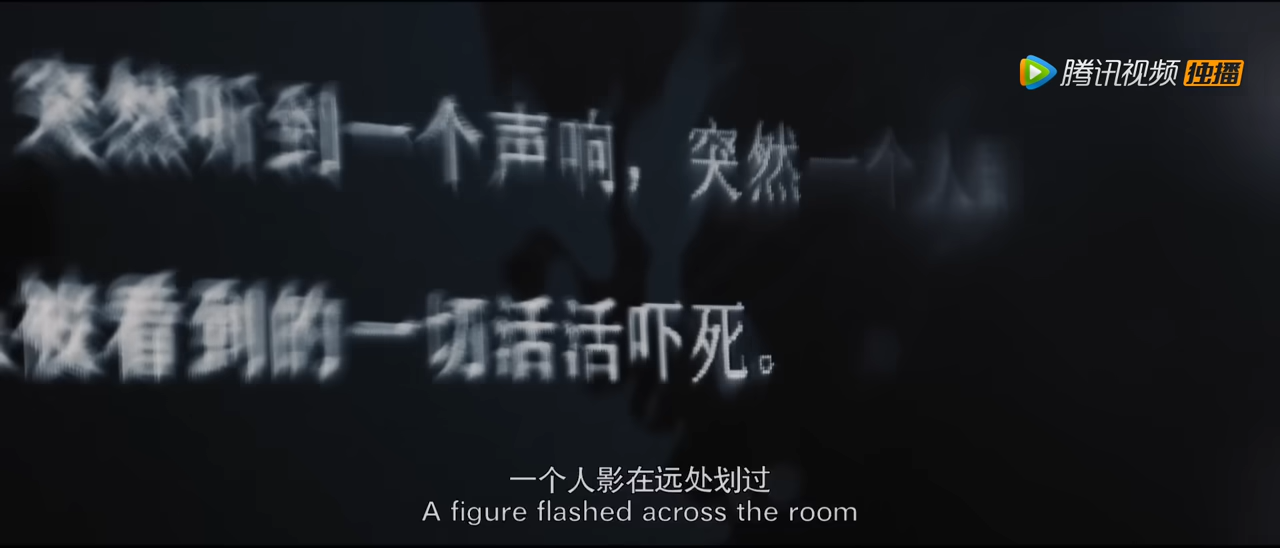 腾讯视频 独播
突然听到一个声响，突然一个人影
被看到的一切活活吓死。
一个人影在远处划过
A figure flashed across the room